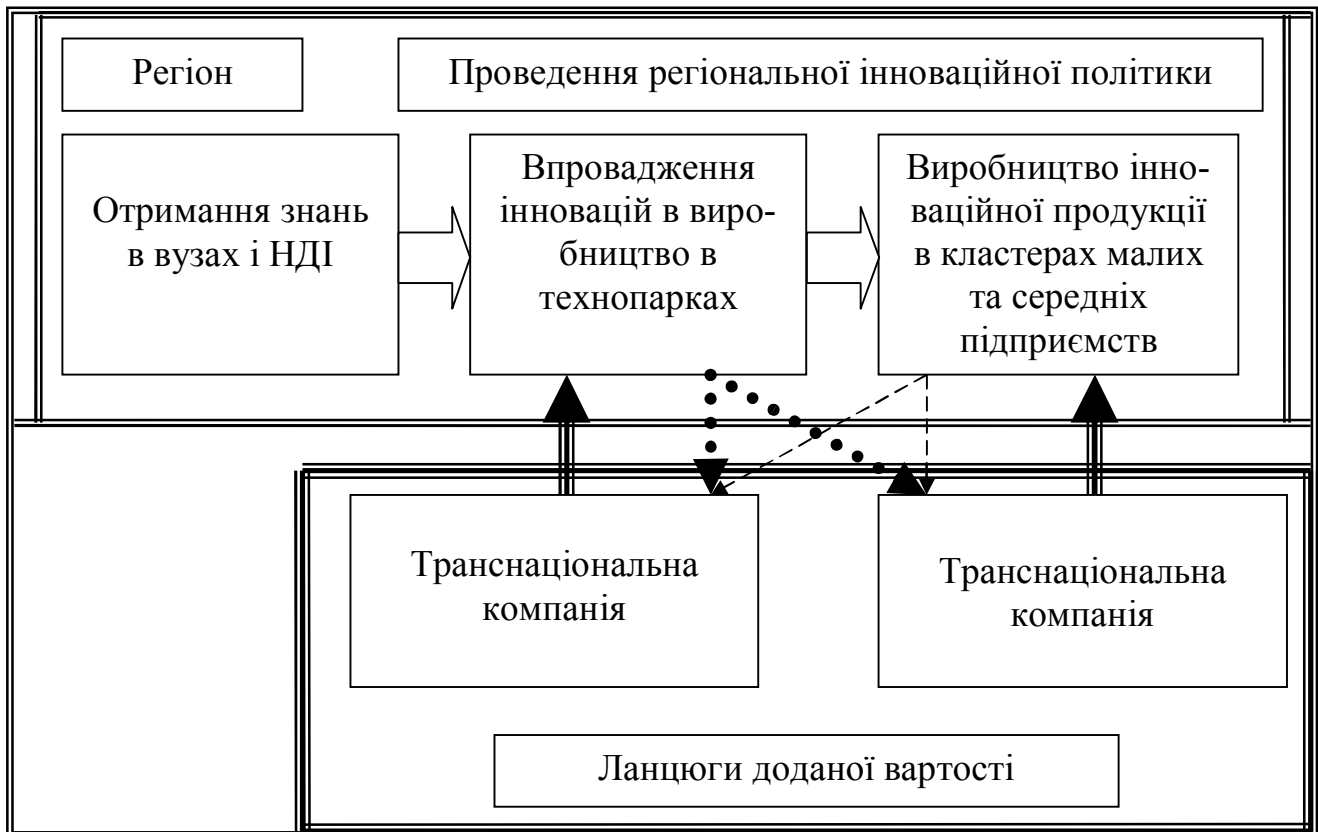 Регіон
Проведення регіональної інноваційної політики
Отримання знань
в вузах і НДІ
Впровадження
інновацій в виро-
бництво в
технопарках
Виробництво інно-
ваційної продукції
в кластерах малих
та середніх
підприємств
Транснаціональна
компанія
Транснаціональна
компанія
Ланцюги доданої вартості